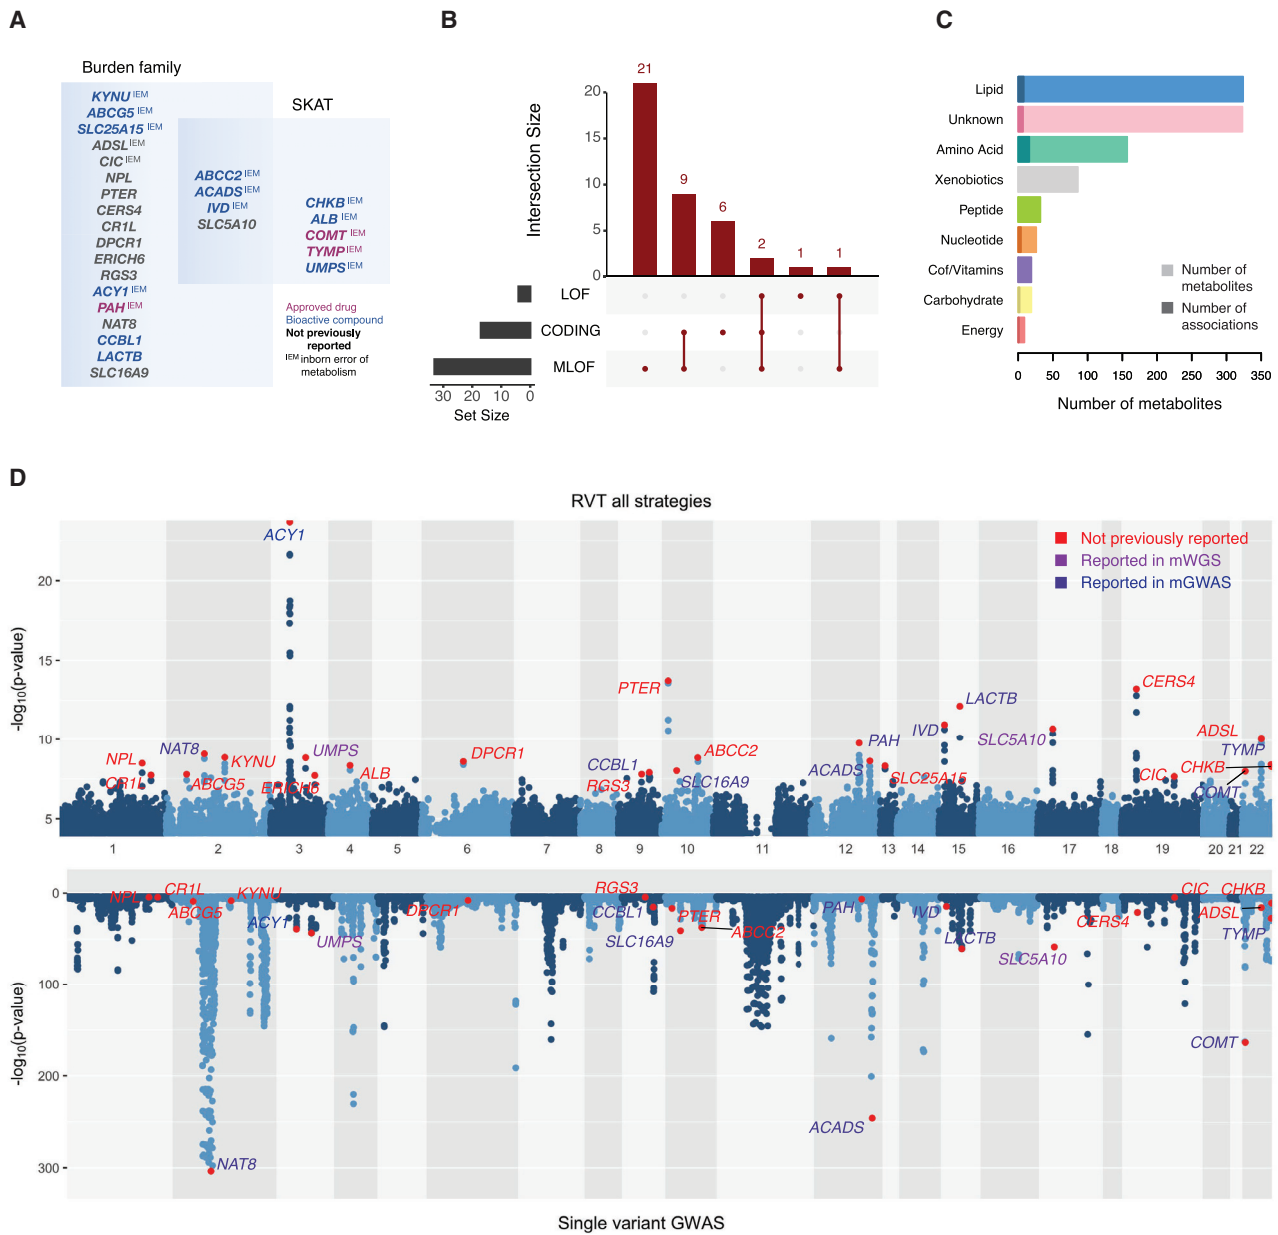 A
Burden family
SKAT
KYNU IEM
ABCG5 IEM
SLC25A15 IEM
ADSL IEM
CIC IEM
NPL
PTER
CERS4
CR1L
DPCR1
ERICH6
RGS3
ACY1 IEM
PAH IEM
NAT8
CCBL1
LACTB
SLC16A9
ABCC2 IEM
ACADS IEM
IVD IEM
SLC5A10
CHKB IEM
ALB IEM
COMT IEM
TYMP IEM
UMPS IEM
Approved drug
Bioactive compound
Not previously
reported
IEM inborn error of
metabolism
B
Intersection Size
20
15
10
5
0
21
9
6
2
1
1
LOF
CODING
MLOF
30 20 10 0
Set Size
C
Lipid
Unknown
Amino Acid
Xenobiotics
Peptide
Nucleotide
Cof/Vitamins
Carbohydrate
Energy
Number of
metabolites
Number of
associations
0 50 100 150 200 250 300 350
Number of metabolites
D
RVT all strategies
-log10(p-value)
20
15
10
5
Not previously reported
Reported in mWGS
Reported in mGWAS
ACY1
NPL
CR1L
NAT8
ABCG5
KYNU
ERICH6
UMPS
ALB
DPCR1
CCBL1
RGS3
PTER
ABCC2
SLC16A9
ACADS
PAH
SLC25A15
IVD
LACTB
SLC5A10
CERS4
CIC
CHKB
ADSL
TYMP
COMT
1 2 3 4 5 6 7 8 9 10 11 12 13 14 15 16 17 18 19 20 21 22
-log10(p-value)
0
100
200
300
NPL
CR1L
ABCG5
KYNU
ACY1
UMPS
DPCR1
RGS3
CCBL1
SLC16A9
PTER
ABCC2
PAH
IVD
LACTB
SLC5A10
CERS4
CIC
CHKB
ADSL
TYMP
COMT
ACADS
NAT8
Single variant GWAS